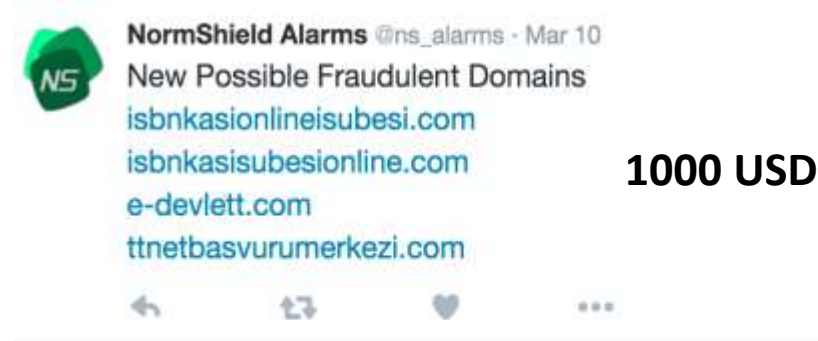 NS
NormShield Alarms @ns_alarms · Mar 10
New Possible Fraudulent Domains
isbnkasionlineisubesi.com
isbnkasisubesionline.com
e-devlett.com
ttnetbasvurumerkezi.com
1000 USD